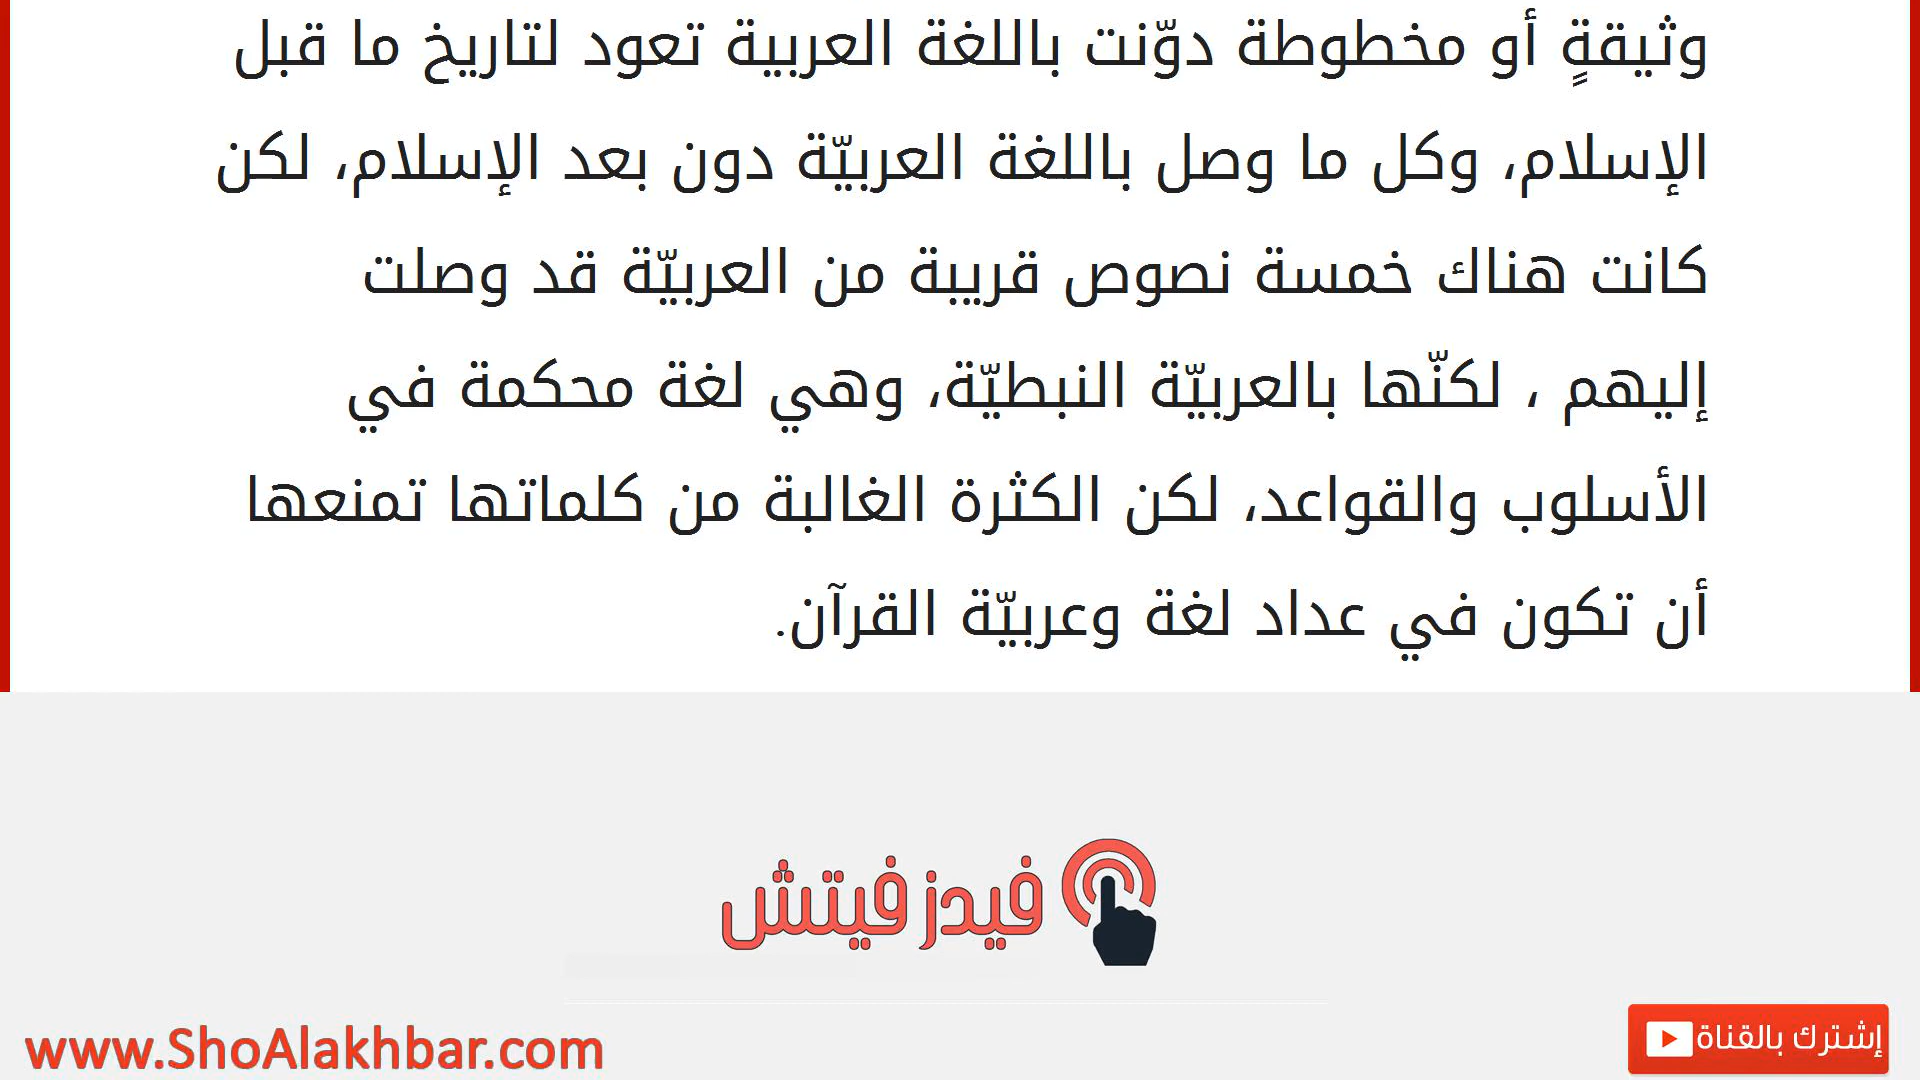 وثيقةٍ أو مخطوطة دوّنت باللغة العربية تعود لتاريخ ما قبل
الإسلام، وكل ما وصل باللغة العربيّة دون بعد الإسلام، لكن
كانت هناك خمسة نصوص قريبة من العربيّة قد وصلت
إليهم ، لكنّها بالعربيّة النبطيّة، وهي لغة محكمة في
الأسلوب والقواعد، لكن الكثرة الغالبة من كلماتها تمنعها
أن تكون في عداد لغة وعربيّة القرآن.
فيدز فيتش
www.ShoAlakhbar.com
إشترك بالقناة